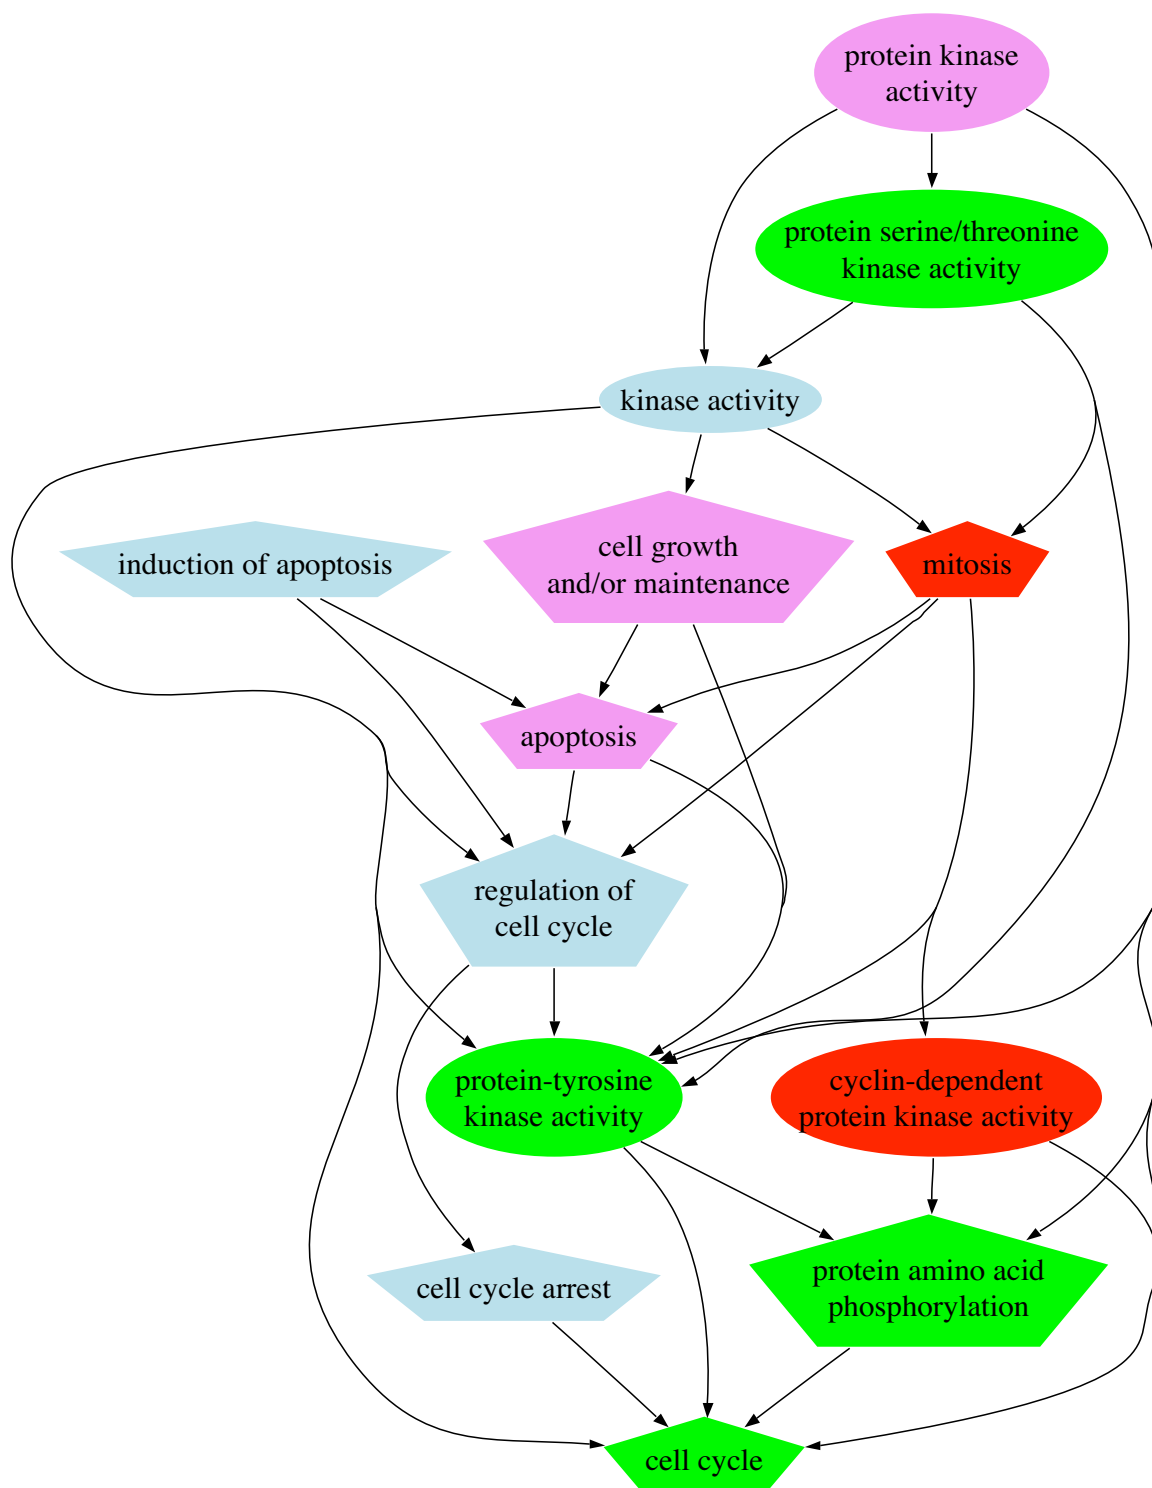 protein kinase
activity
protein serine/threonine
kinase activity
kinase activity
induction of apoptosis
cell growth
and/or maintenance
mitosis
apoptosis
regulation of
cell cycle
protein-tyrosine
kinase activity
cyclin-dependent
protein kinase activity
cell cycle arrest
protein amino acid
phosphorylation
cell cycle